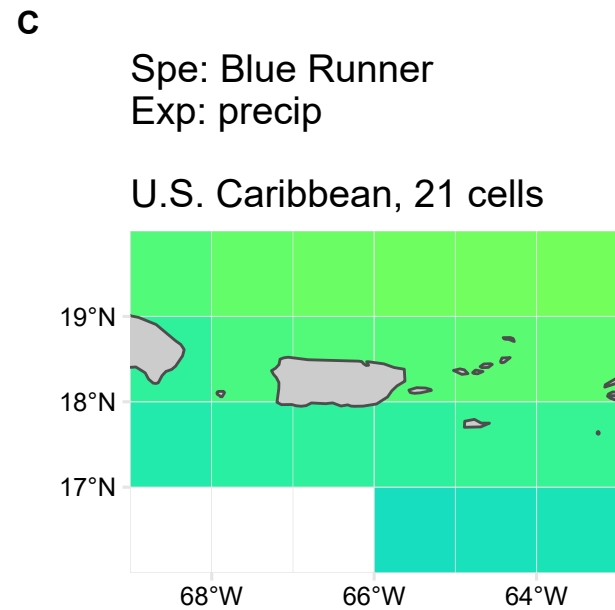 C
Spe: Blue Runner
Exp: precip
U.S. Caribbean, 21 cells
19°N
18°N
17°N
68°W 66°W 64°W